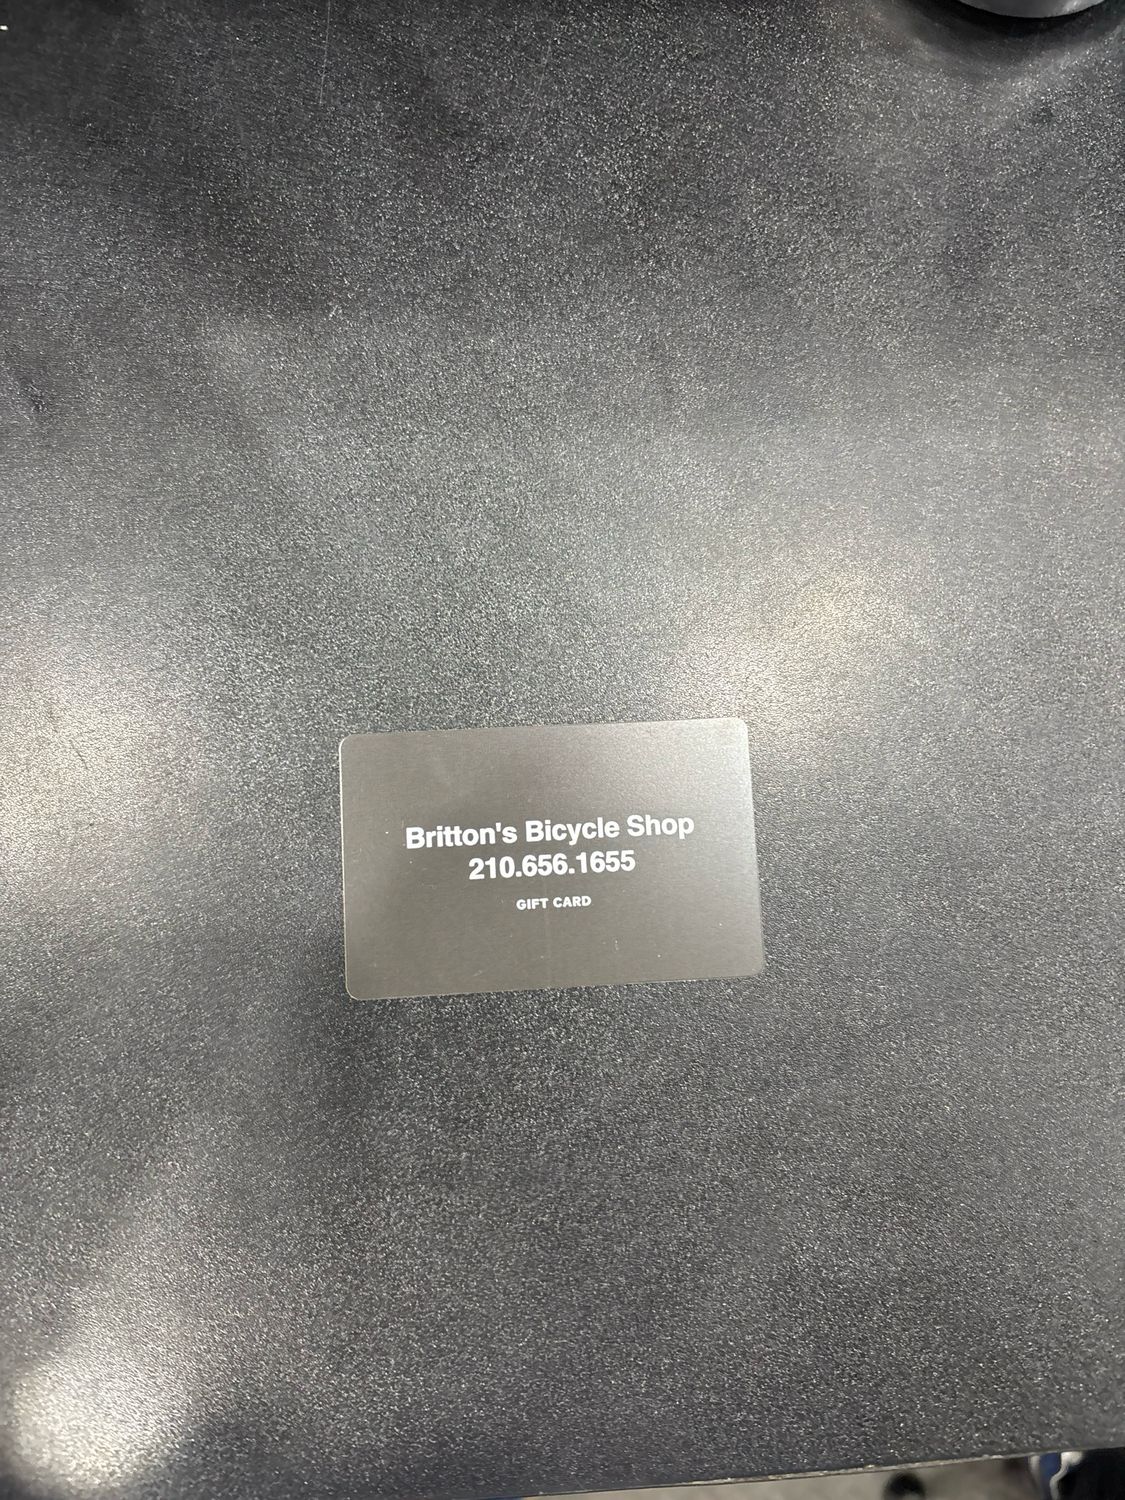 Britton's Bicycle Shop
210.656.1655
GIFT CARD